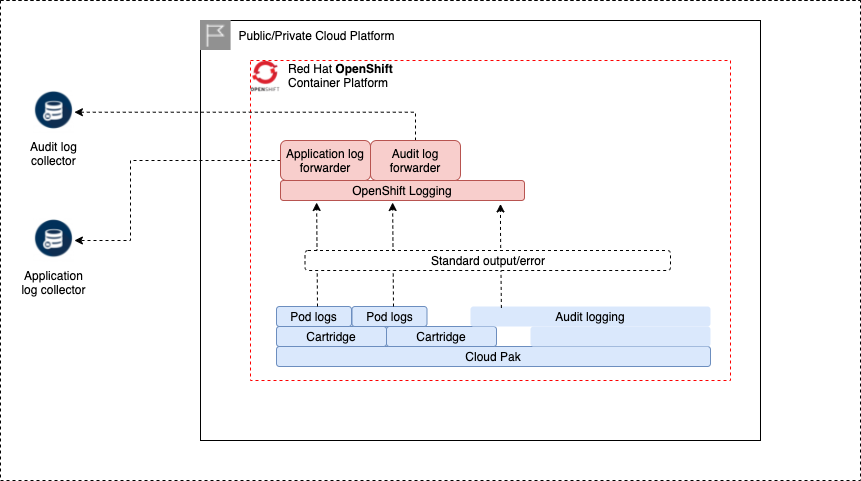 Public/Private Cloud Platform
Red Hat OpenShift
Container Platform
OPENSHIFT
Audit log
collector
Application log
forwarder
Audit log
forwarder
OpenShift Logging
Application
log collector
Standard output/error
Pod logs
Pod logs
Audit logging
Cartridge
Cartridge
Cloud Pak